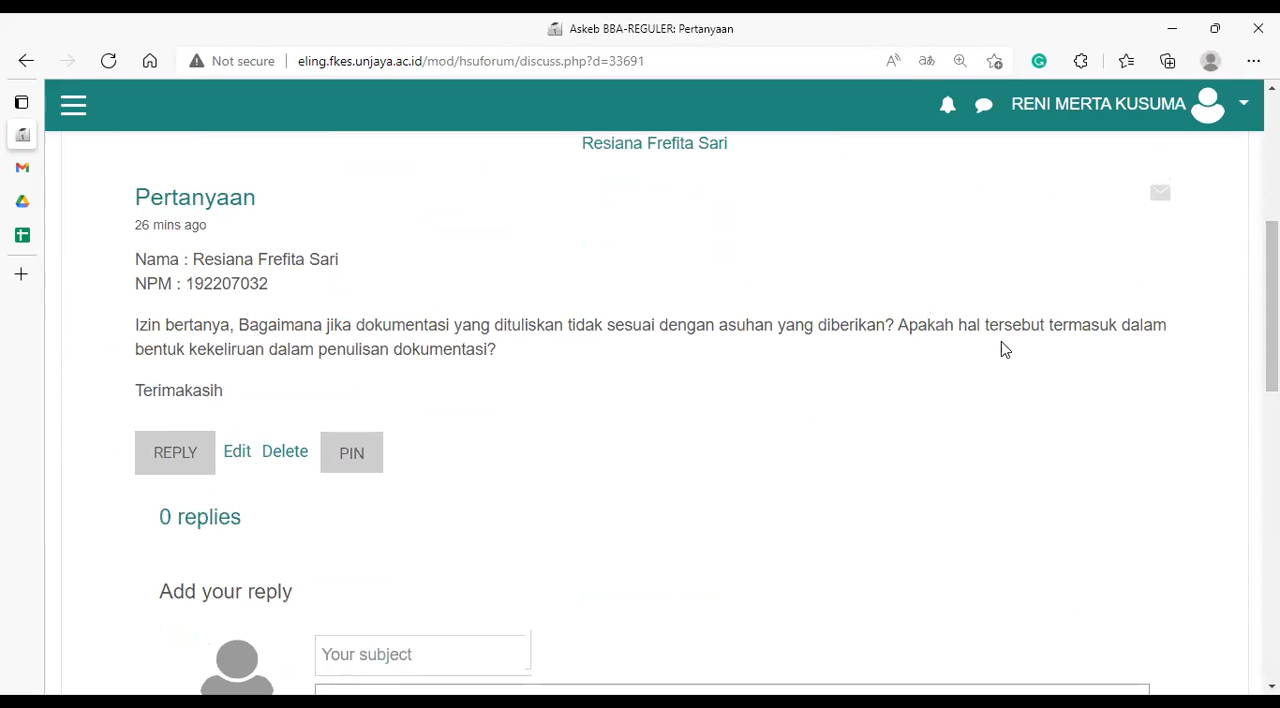 Askeb BBA-REGULER: Pertanyaan
Not secure
eling.fkes.unjaya.ac.id/mod/hsuforum/discuss.php?d=33691
RENI MERTA KUSUMA
Resiana Frefita Sari
Pertanyaan
26 mins ago
Nama : Resiana Frefita Sari
NPM : 192207032
Izin bertanya, Bagaimana jika dokumentasi yang dituliskan tidak sesuai dengan asuhan yang diberikan? Apakah hal tersebut termasuk dalam
bentuk kekeliruan dalam penulisan dokumentasi?
Terimakasih
REPLY Edit Delete PIN
0 replies
Add your reply
Your subject